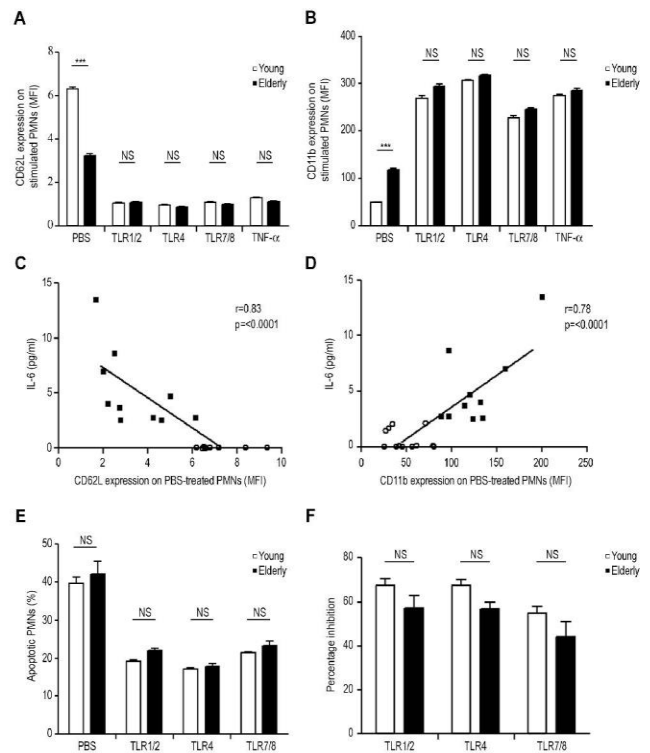 A
CD62L expression on
stimulated PMNs (MFI)
8
6
4
2
0
***
NS
NS
NS
NS
Young
Elderly
PBS
TLR1/2
TLR4
TLR7/8
TNF-α
B
CD11b expression on
stimulated PMNs (MFI)
400
300
200
100
0
***
NS
NS
NS
NS
Young
Elderly
PBS
TLR1/2
TLR4
TLR7/8
TNF-α
C
IL-6 (pg/ml)
15
10
5
0
r=0.83
p=<0.0001
0
2
4
6
8
10
CD62L expression on PBS-treated PMNs (MFI)
D
IL-6 (pg/ml)
15
10
5
0
r=0.78
p=<0.0001
0
50
100
150
200
250
CD11b expression on PBS-treated PMNs (MFI)
E
Apoptotic PMNs (%)
50
40
30
20
10
0
NS
NS
NS
NS
Young
Elderly
PBS
TLR1/2
TLR4
TLR7/8
F
Percentage inhibition
80
60
40
20
0
NS
NS
NS
Young
Elderly
TLR1/2
TLR4
TLR7/8